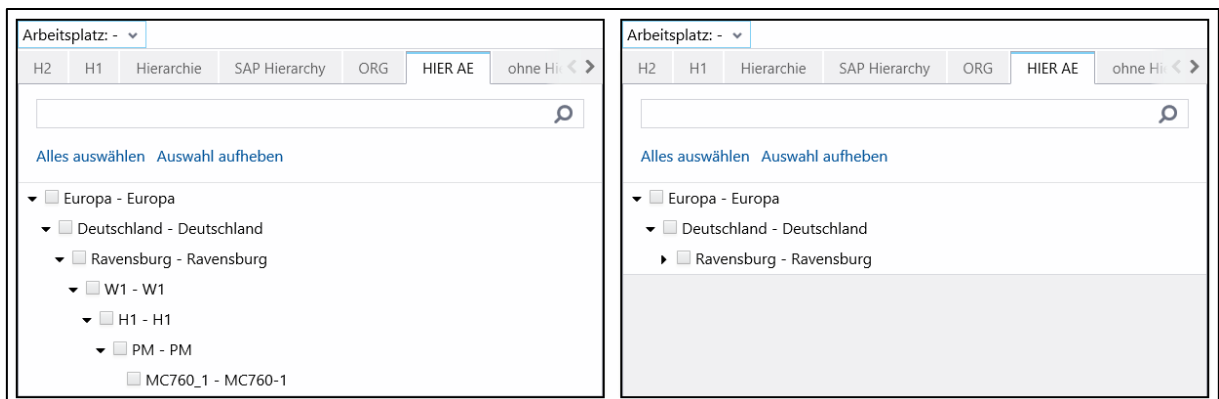 Arbeitsplatz: -
H2 H1 Hierarchie SAP Hierarchy ORG HIER AE ohne
Alles auswählen Auswahl aufheben
Europa - Europa
Deutschland - Deutschland
Ravensburg - Ravensburg
W1 - W1
H1 - H1
PM - PM
MC760_1 - MC760-1
Arbeitsplatz: -
H2 H1 Hierarchie SAP Hierarchy ORG HIER AE ohne
Alles auswählen Auswahl aufheben
Europa - Europa
Deutschland - Deutschland
Ravensburg - Ravensburg